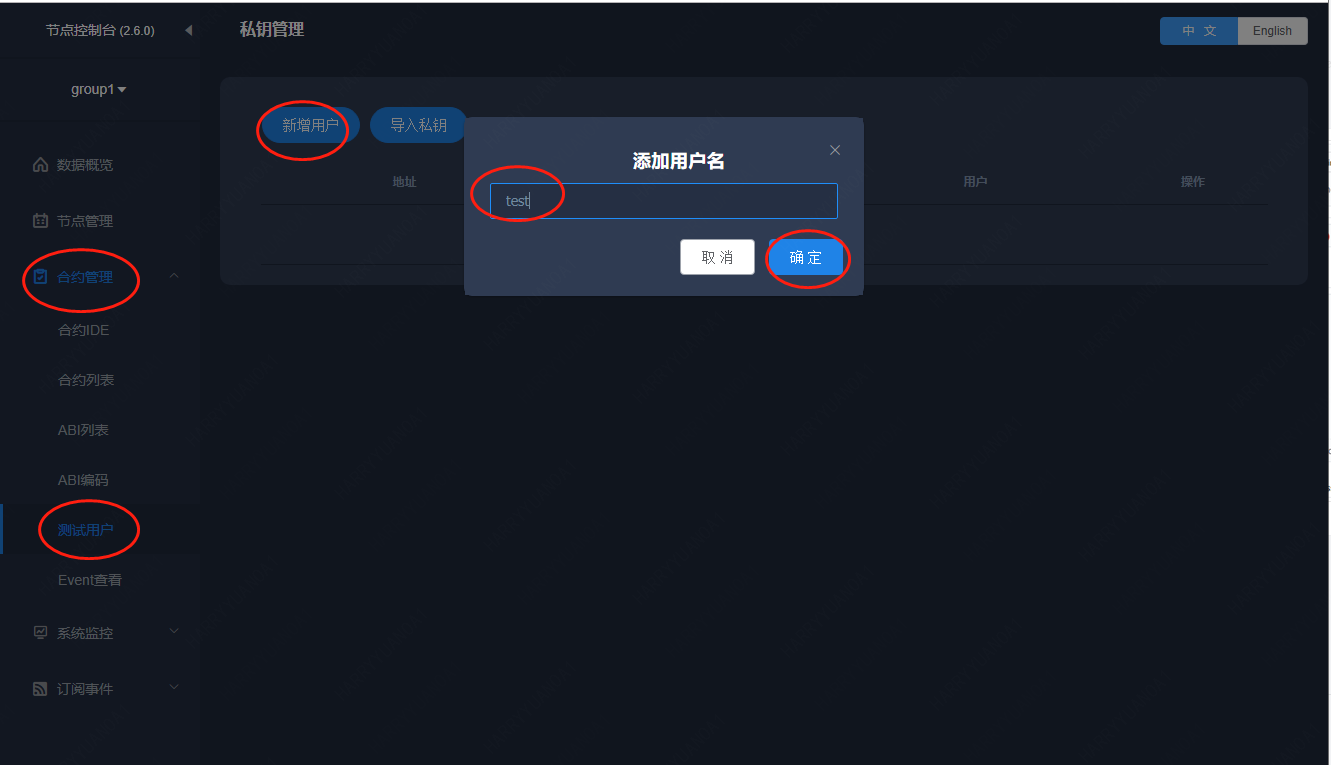 节点控制台 (2.6.0)
私钥管理
中 文
English
group1
新增用户
导入私钥
添加用户名
地址
用户
操作
test
取 消
确 定
数据概览
节点管理
合约管理
合约IDE
合约列表
ABI列表
ABI编码
测试用户
Event查看
系统监控
订阅事件